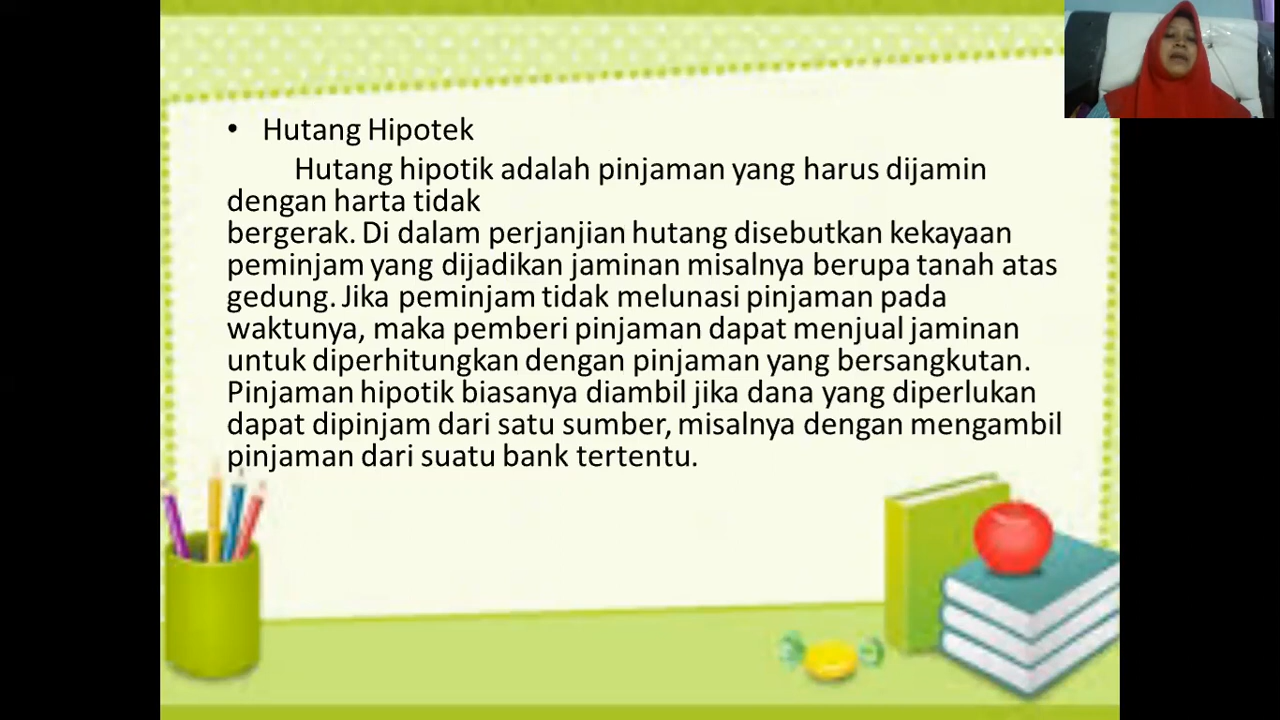 • Hutang Hipotek
Hutang hipotik adalah pinjaman yang harus dijamin
dengan harta tidak
bergerak. Di dalam perjanjian hutang disebutkan kekayaan
peminjam yang dijadikan jaminan misalnya berupa tanah atas
gedung. Jika peminjam tidak melunasi pinjaman pada
waktunya, maka pemberi pinjaman dapat menjual jaminan
untuk diperhitungkan dengan pinjaman yang bersangkutan.
Pinjaman hipotik biasanya diambil jika dana yang diperlukan
dapat dipinjam dari satu sumber, misalnya dengan mengambil
pinjaman dari suatu bank tertentu.